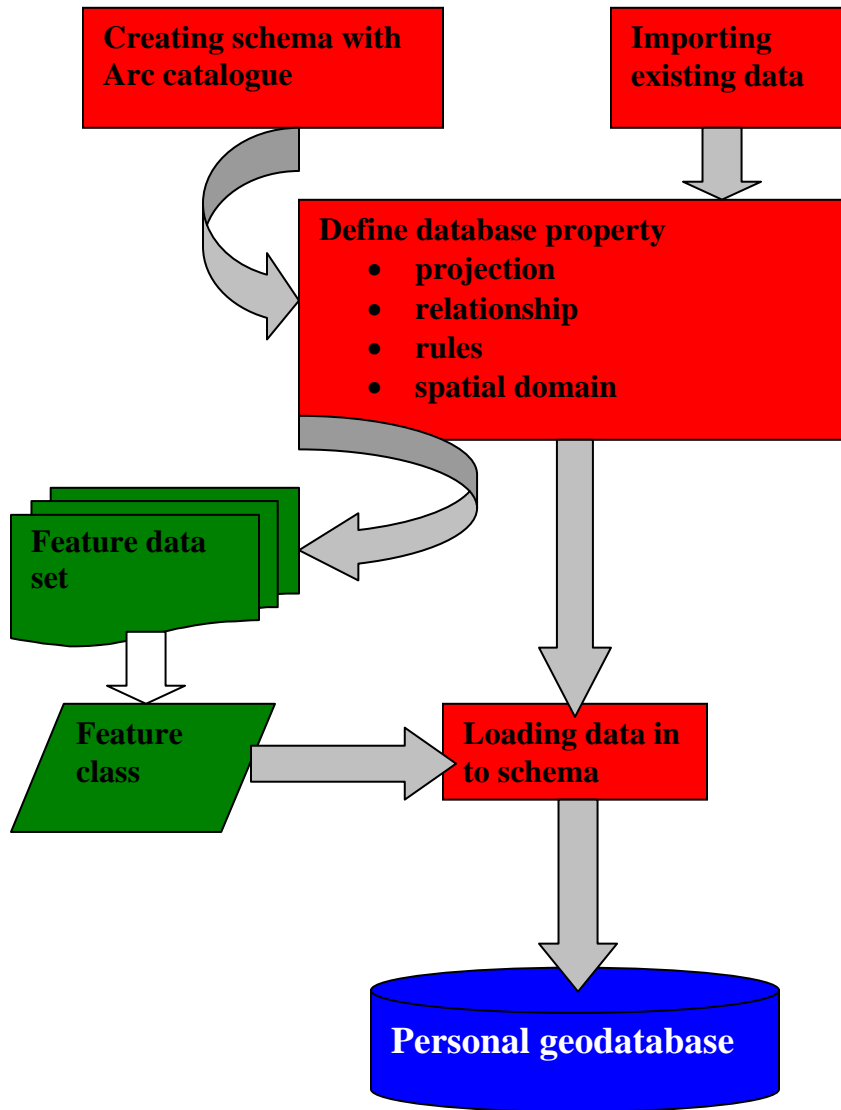 Creating schema with
Arc catalogue
Importing
existing data
Define database property
• projection
• relationship
• rules
• spatial domain
Feature data
set
Feature
class
Loading data in
to schema
Personal geodatabase